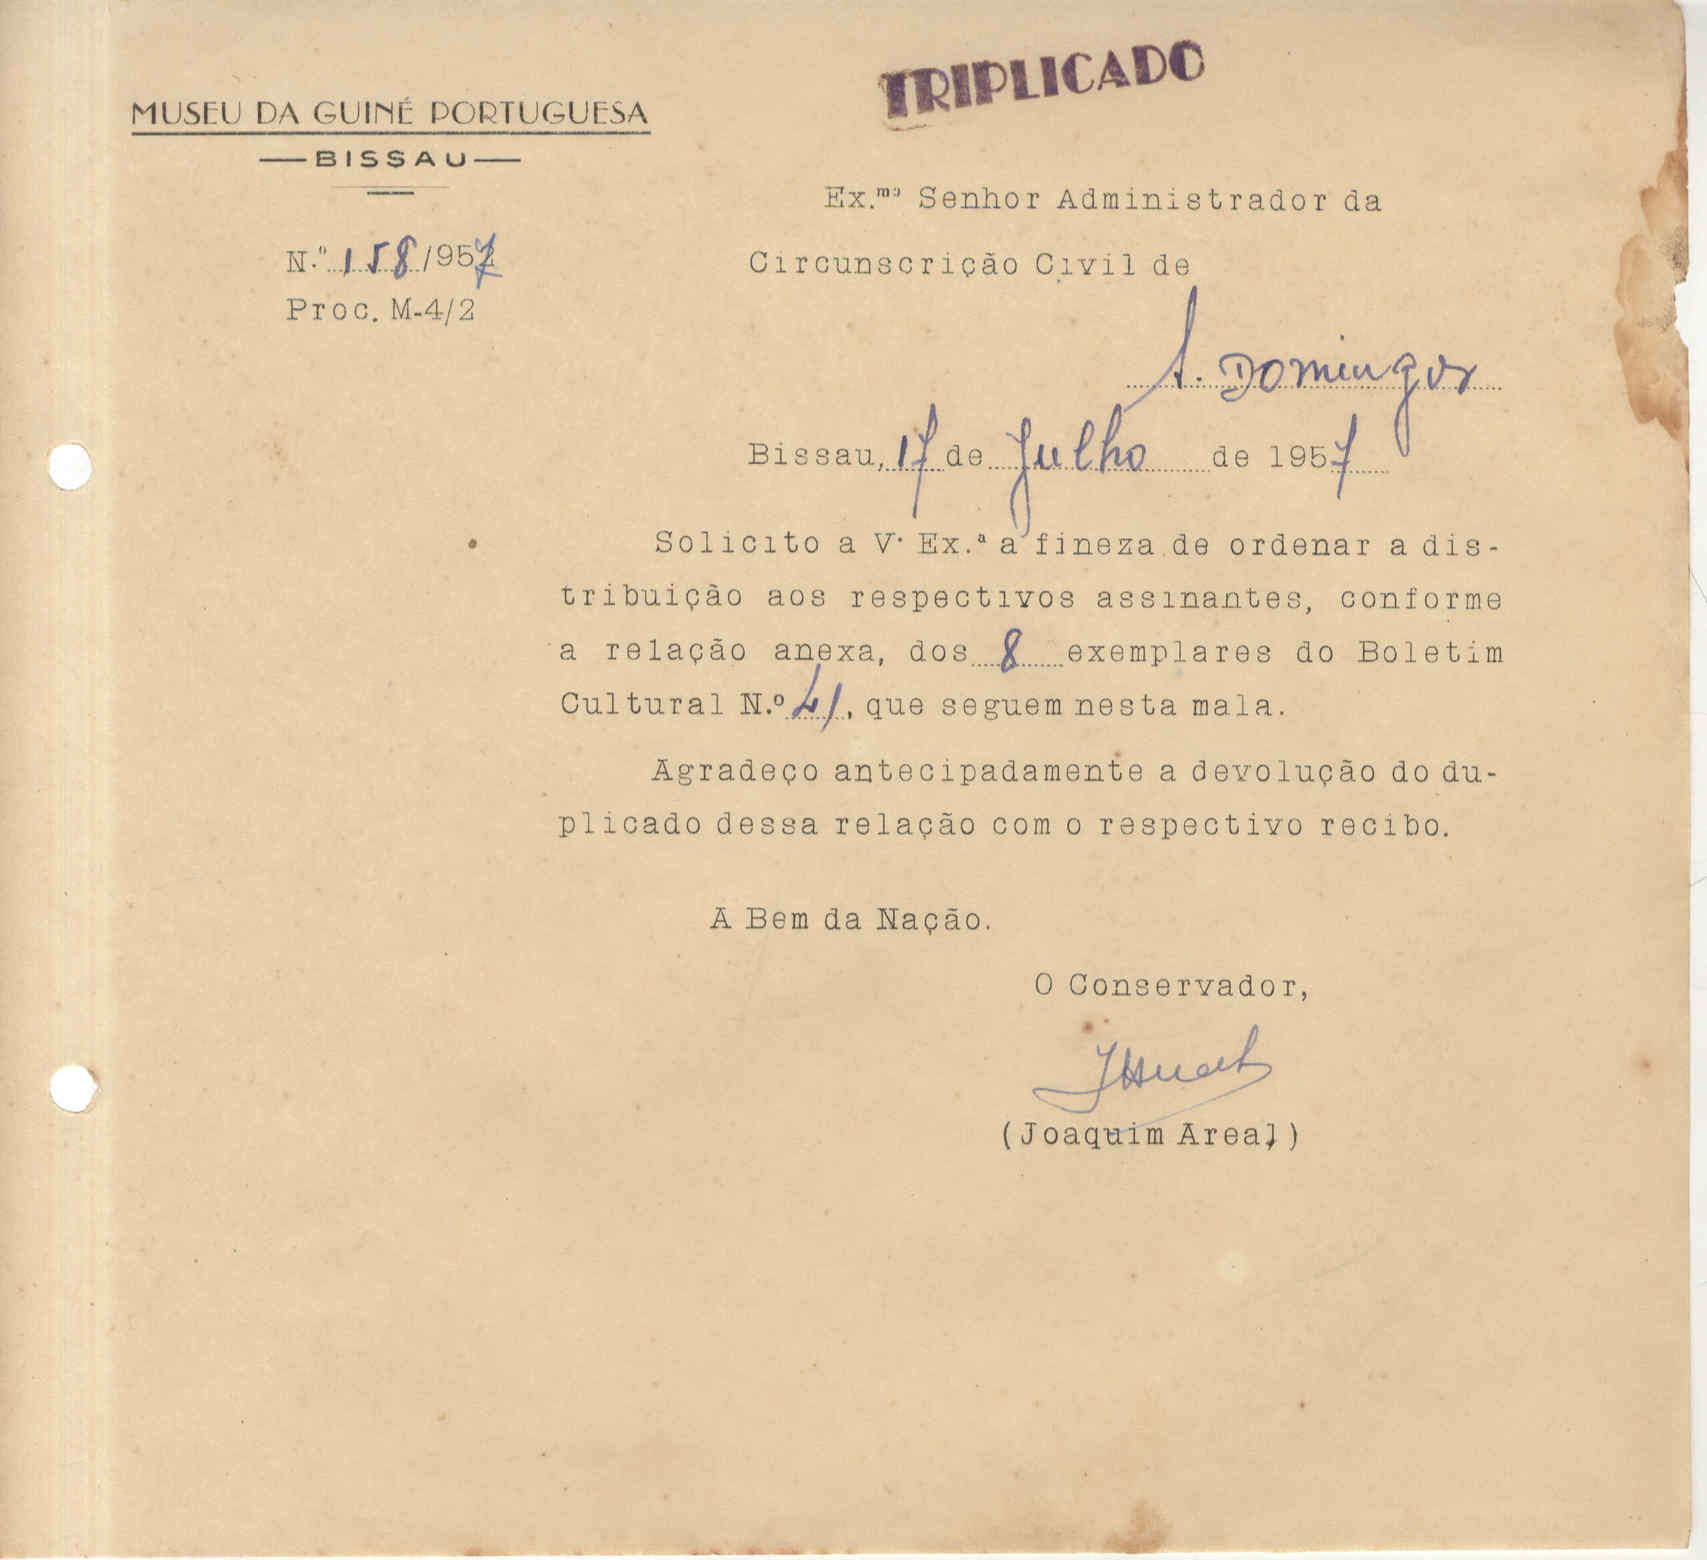 TRIPLICADO
MUSEU DA GUINÉ PORTUGUESA
BISSAU
Ex.mo Senhor Administrador da
N.º 158/957
Circunscrição Civil de
Proc. M-4/2
S. Domingos
Bissau, 17 de Julho de 1957
Solicito a V. Ex.ª a fineza de ordenar a dis-
tribuição aos respectivos assinantes, conforme
a relação anexa, dos 8 exemplares do Boletim
Cultural N.º 41, que seguem nesta mala.
Agradeço antecipadamente a devolução do du-
plicado dessa relação com o respectivo recibo.
A Bem da Nação.
O Conservador,
(Joaquim Areal)